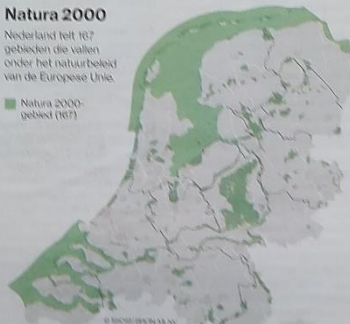 Natura 2000
Nederland telt 167
gebieden die vallen
onder het natuurbeleid
van de Europese Unie.
Natura 2000-
gebied (167)